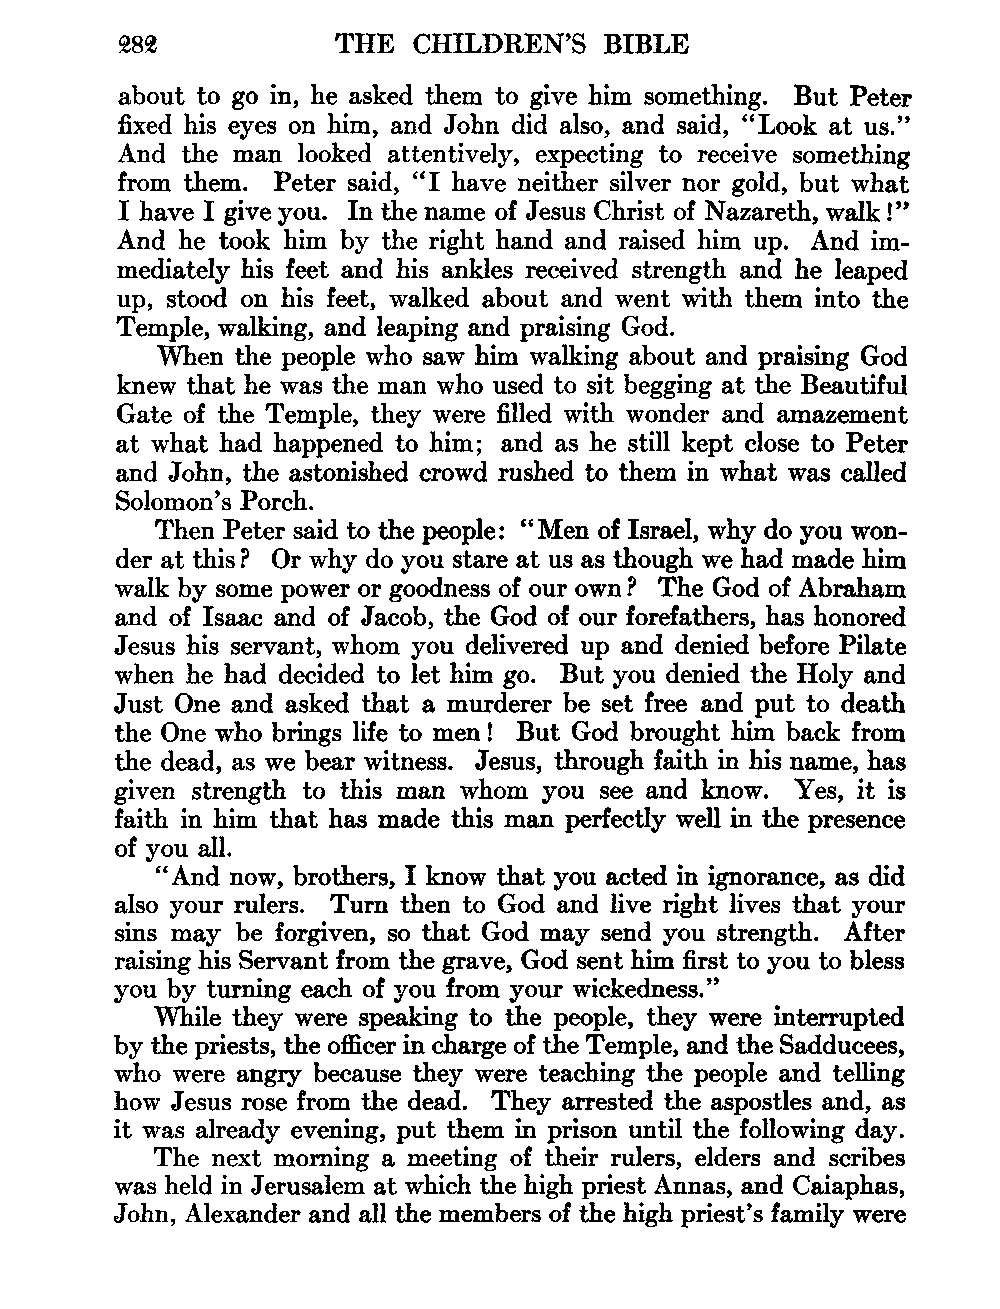 282 THE CHILDREN'S BIBLE
about to go in, he asked them to give him something. But Peter
fixed his eyes on him, and John did also, and said, “Look at us.”
And the man looked attentively, expecting to receive something
from them. Peter said, “I have neither silver nor gold, but what
I have I give you. In the name of Jesus Christ of Nazareth, walk!”
And he took him by the right hand and raised him up. And im-
mediately his feet and his ankles received strength and he leaped
up, stood on his feet, walked about and went with them into the
Temple, walking, and leaping and praising God.
When the people who saw him walking about and praising God
knew that he was the man who used to sit begging at the Beautiful
Gate of the Temple, they were filled with wonder and amazement
at what had happened to him; and as he still kept close to Peter
and John, the astonished crowd rushed to them in what was called
Solomon's Porch.
Then Peter said to the people: “Men of Israel, why do you won-
der at this? Or why do you stare at us as though we had made him
walk by some power or goodness of our own? The God of Abraham
and of Isaac and of Jacob, the God of our forefathers, has honored
Jesus his servant, whom you delivered up and denied before Pilate
when he had decided to let him go. But you denied the Holy and
Just One and asked that a murderer be set free and put to death
the One who brings life to men! But God brought him back from
the dead, as we bear witness. Jesus, through faith in his name, has
given strength to this man whom you see and know. Yes, it is
faith in him that has made this man perfectly well in the presence
of you all.
“And now, brothers, I know that you acted in ignorance, as did
also your rulers. Turn then to God and live right lives that your
sins may be forgiven, so that God may send you strength. After
raising his Servant from the grave, God sent him first to you to bless
you by turning each of you from your wickedness.”
While they were speaking to the people, they were interrupted
by the priests, the officer in charge of the Temple, and the Sadducees,
who were angry because they were teaching the people and telling
how Jesus rose from the dead. They arrested the aspostles and, as
it was already evening, put them in prison until the following day.
The next morning a meeting of their rulers, elders and scribes
was held in Jerusalem at which the high priest Annas, and Caiaphas,
John, Alexander and all the members of the high priest's family were